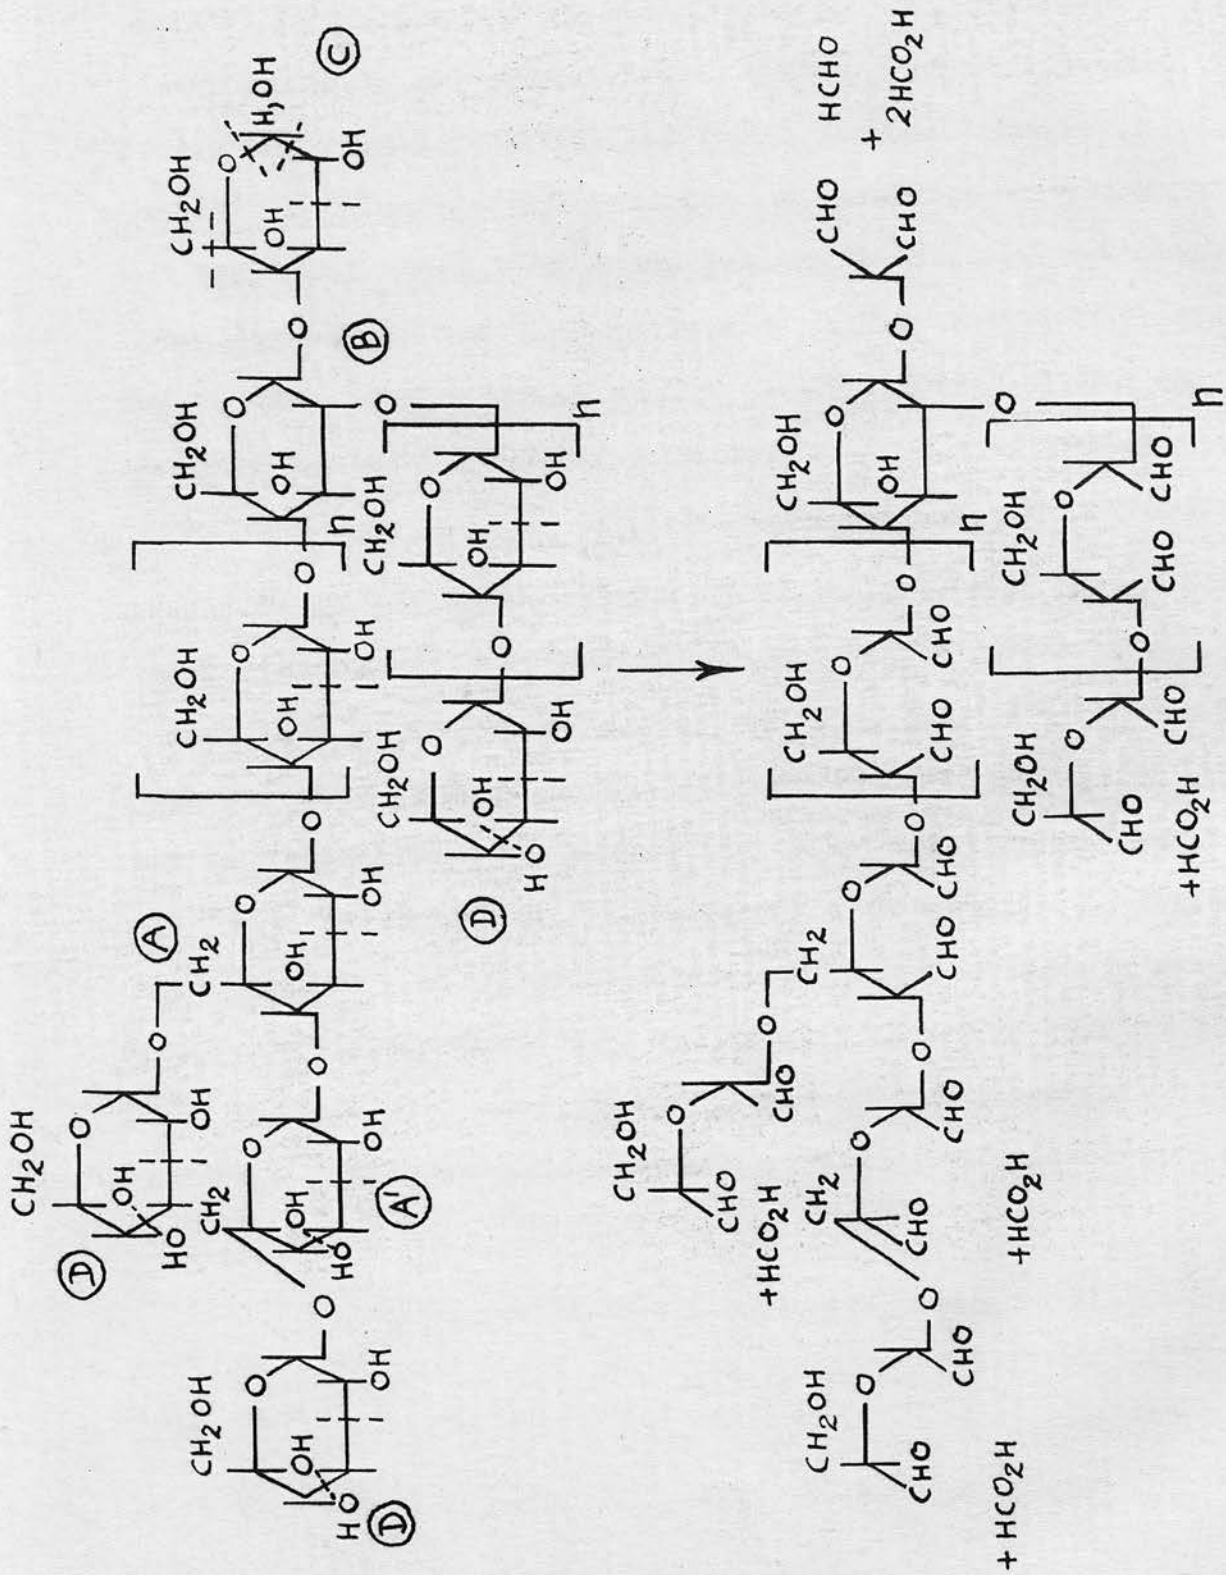 CH₂OH
D O
OH O A
HO OH CH₂ CH₂OH CH₂OH CH₂OH
CH₂OH CH₂ O O O O H,OH
O O OH OH OH OH C
OH OH O O O O
D HO O HO O OH OH OH
OH A' OH CH₂OH n B
CH₂OH CH₂OH O
O O
OH OH
D HO O
OH OH n
CH₂OH
O O
CHO CHO
+HCO₂H CH₂ CH₂OH CH₂OH CHO HCHO
CH₂OH CH₂ O O O +
O O OH CHO 2HCO₂H
CHO CHO O O O O
O CHO CHO CHO CHO CHO CHO
CHO n
+HCO₂H +HCO₂H CH₂OH CH₂OH O
O O
CHO O CHO CHO
CHO
+HCO₂H n